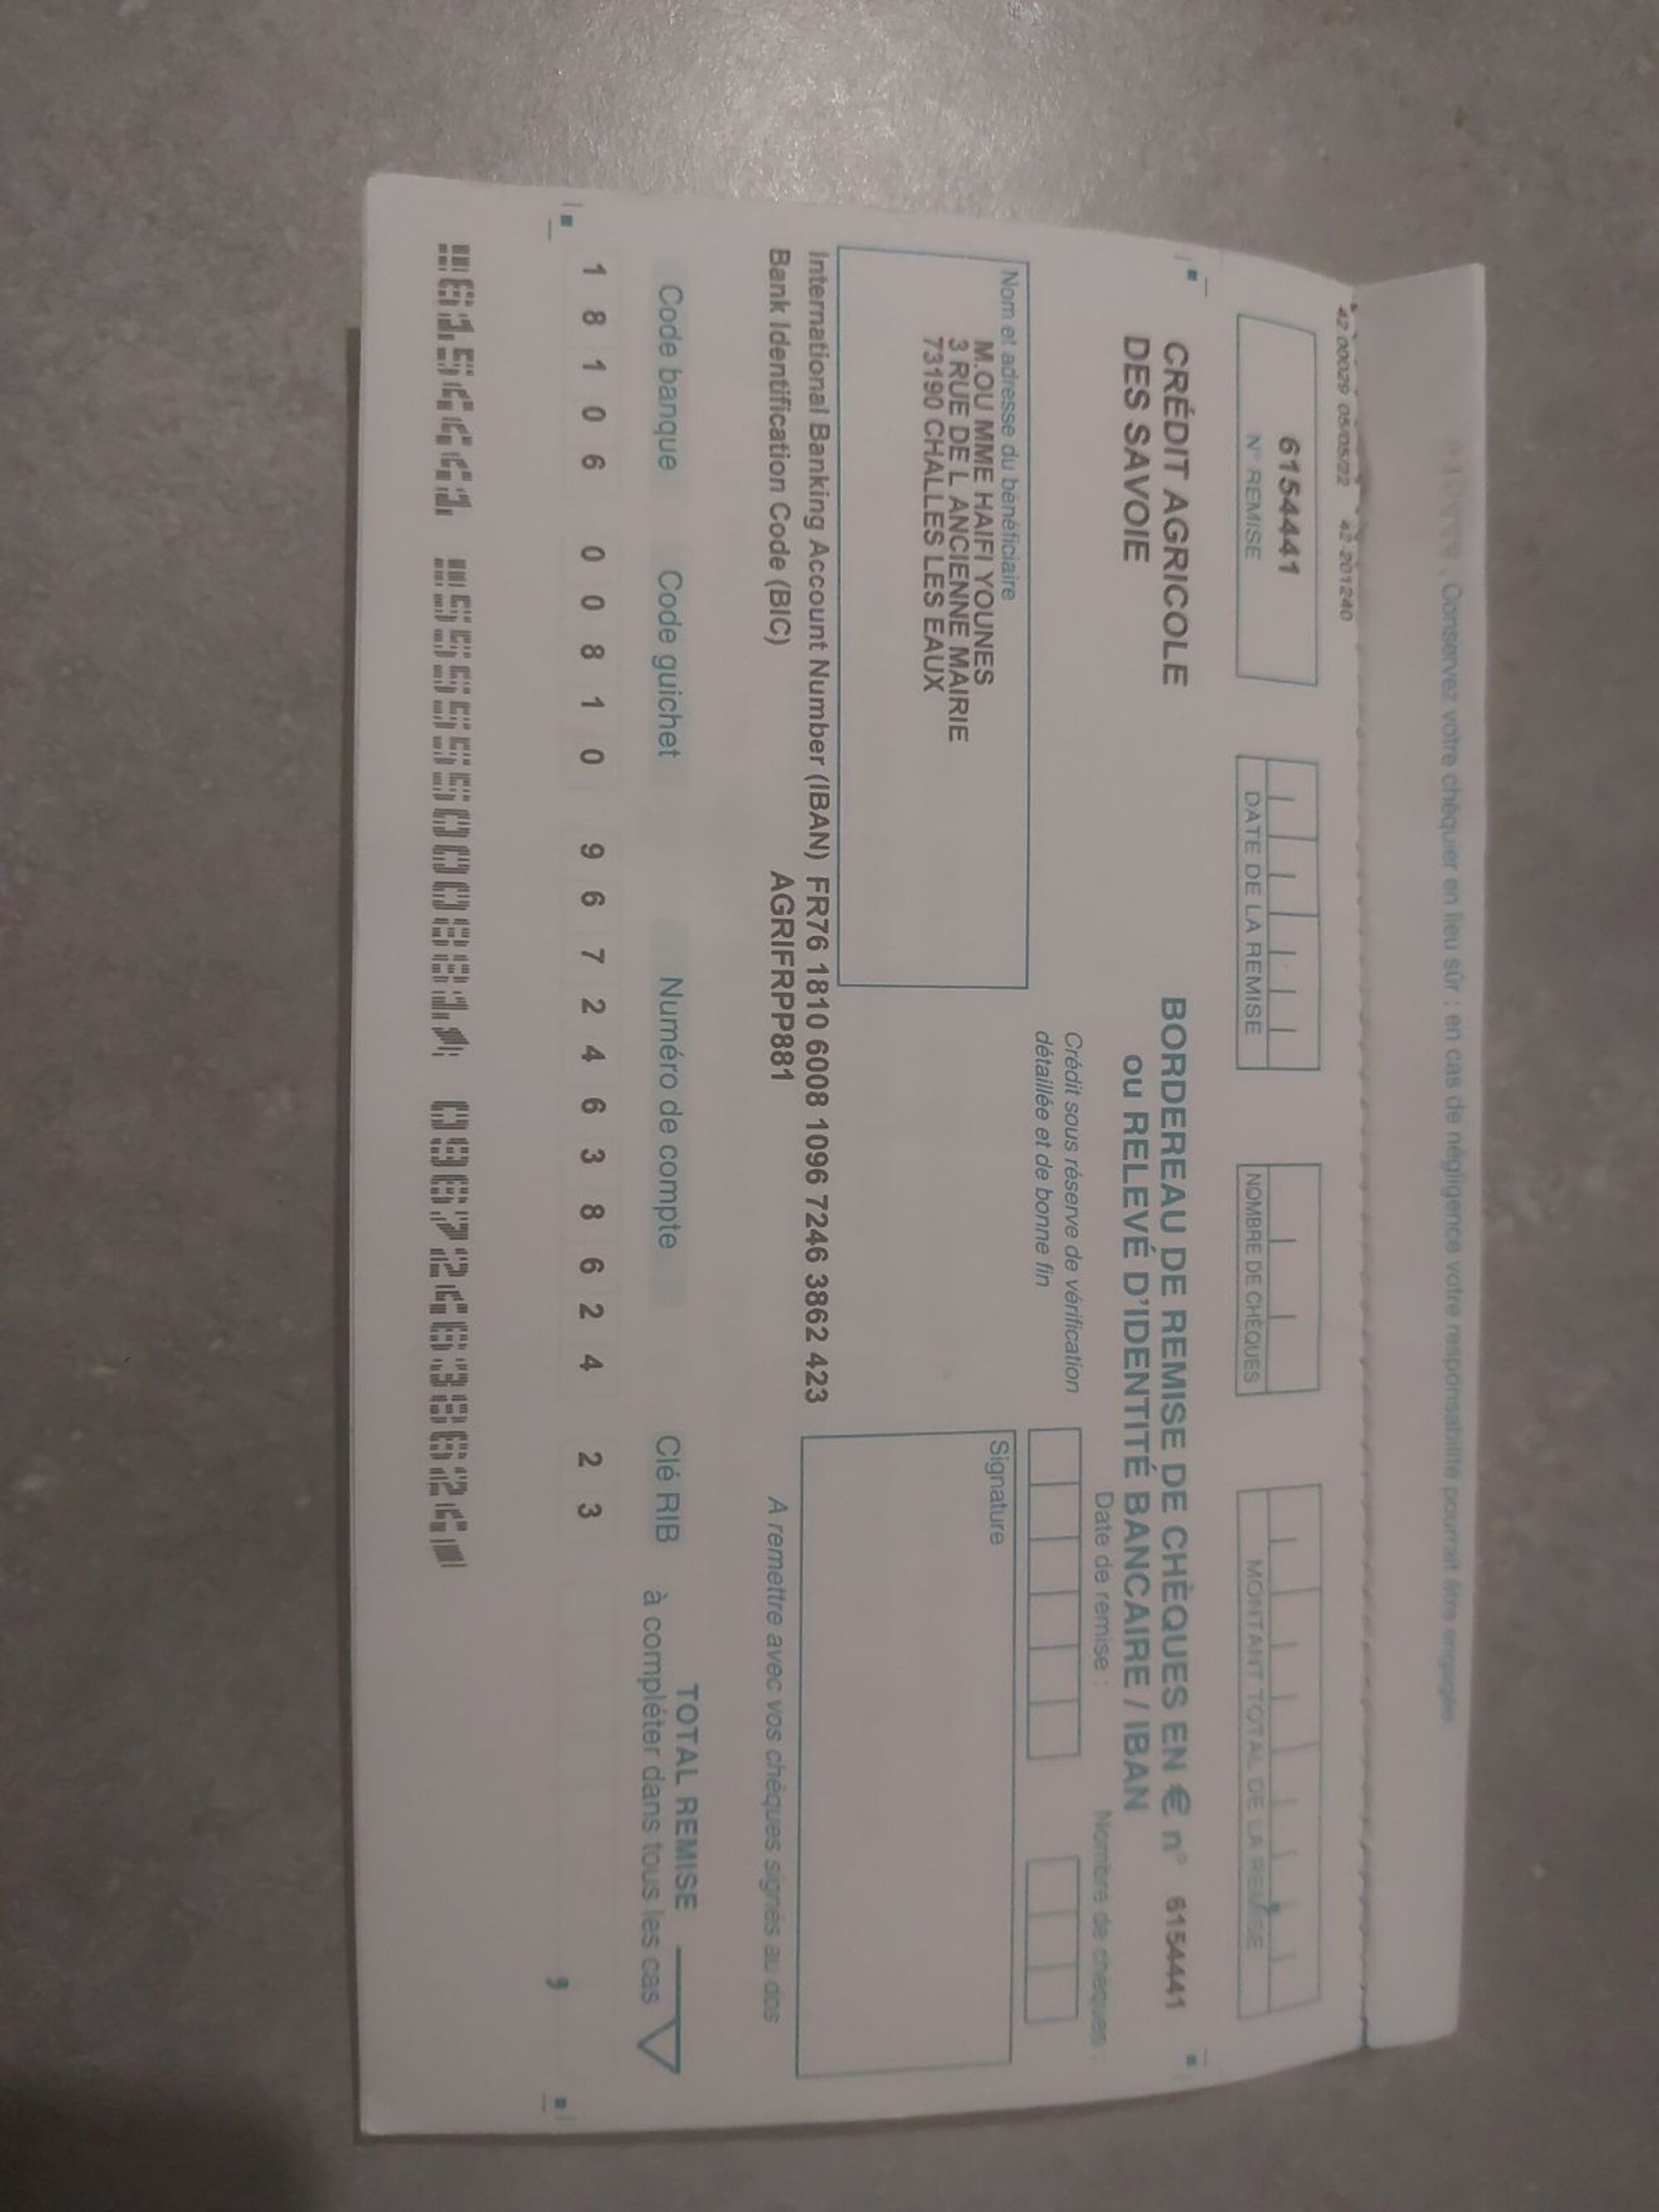 Conservez votre chéquier en lieu sûr ; en cas de négligence votre responsabilité pourrait être engagée.
42 00029 05/05/22 42-201240
6154441
N° REMISE
DATE DE LA REMISE
NOMBRE DE CHÈQUES
MONTANT TOTAL DE LA REMISE
CRÉDIT AGRICOLE
DES SAVOIE
BORDEREAU DE REMISE DE CHÈQUES EN € n° 6154441
ou RELEVÉ D'IDENTITÉ BANCAIRE / IBAN
Date de remise :
Nombre de chèques :
Crédit sous réserve de vérification
détaillée et de bonne fin
Nom et adresse du bénéficiaire
M.OU MME HAIFI YOUNES
3 RUE DE L ANCIENNE MAIRIE
73190 CHALLES LES EAUX
Signature
International Banking Account Number (IBAN) FR76 1810 6008 1096 7246 3862 423
Bank Identification Code (BIC) AGRIFRPP881
A remettre avec vos chèques signés au dos
Code banque Code guichet Numéro de compte Clé RIB
TOTAL REMISE
à compléter dans tous les cas
1 8 1 0 6 0 0 8 1 0 9 6 7 2 4 6 3 8 6 2 4 2 3
,